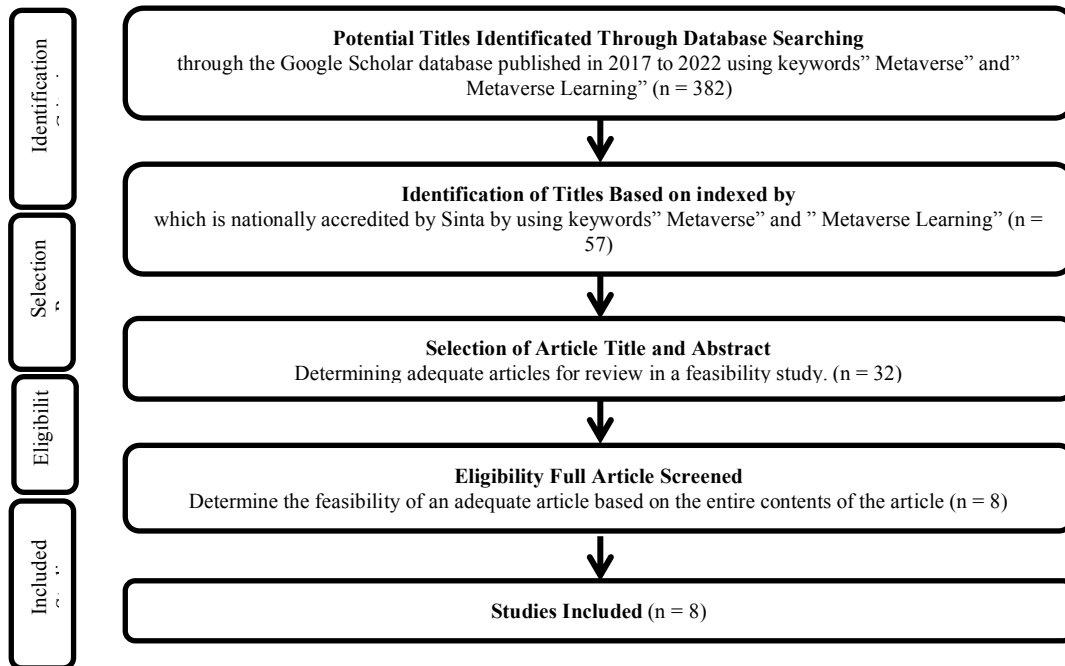 Identification
Potential Titles Identificated Through Database Searching
through the Google Scholar database published in 2017 to 2022 using keywords” Metaverse” and”
Metaverse Learning” (n = 382)
Identification of Titles Based on indexed by
which is nationally accredited by Sinta by using keywords” Metaverse” and ” Metaverse Learning” (n =
57)
Selection
Selection of Article Title and Abstract
Determining adequate articles for review in a feasibility study. (n = 32)
Eligibilit
Eligibility Full Article Screened
Determine the feasibility of an adequate article based on the entire contents of the article (n = 8)
Included
Studies Included (n = 8)